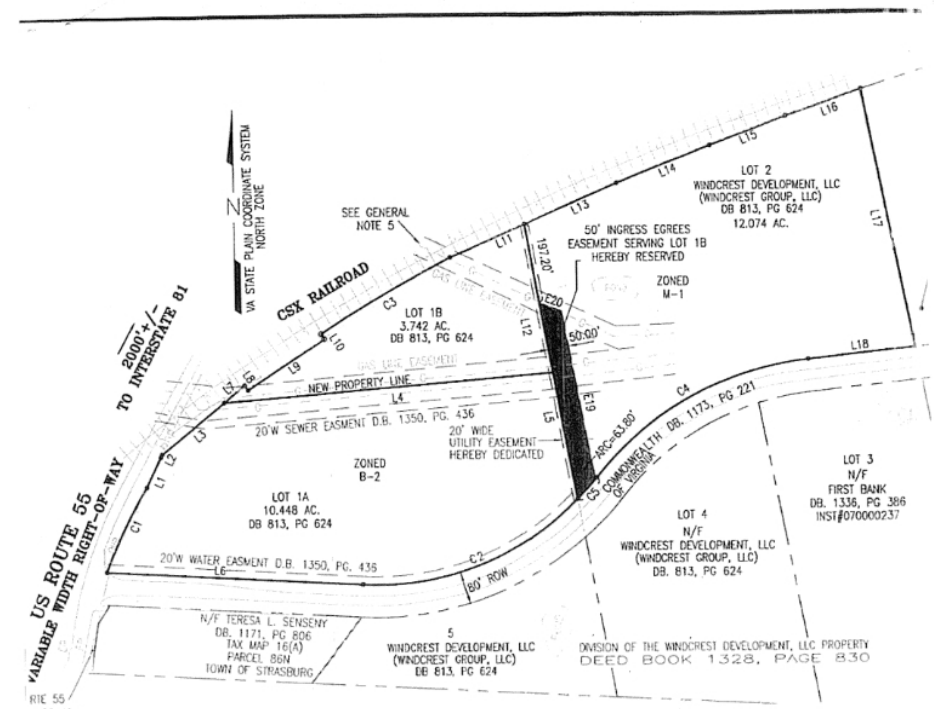 L16
L15
LOT 2
WINDCREST DEVELOPMENT, LLC
(WINDCREST GROUP, LLC)
DB 813, PG 624
12.074 AC.
L14
L13
L17
VA STATE PLAIN COORDINATE SYSTEM
NORTH ZONE
N
SEE GENERAL
NOTE 5
L11
197.20'
50' INGRESS EGREES
EASEMENT SERVING LOT 1B
HEREBY RESERVED
ZONED
M-1
CSX RAILROAD
C3
GAS LINE EASEMENT
E20
LOT 1B
3.742 AC.
DB 813, PG 624
L12
50.00'
2000'+/-
TO INTERSTATE 81
L10
L9
L18
GAS LINE EASEMENT
L7
L8
NEW PROPERTY LINE
L4
C4
L5
E19
L3
20'W SEWER EASMENT D.B. 1350, PG. 436
20' WIDE
UTILITY EASEMENT
HEREBY DEDICATED
ARC=63.80'
COMMONWEALTH DB. 1173, PG 221
OF VIRGINIA
L2
ZONED
B-2
L1
LOT 1A
10.448 AC.
DB 813, PG 624
C5
LOT 3
N/F
FIRST BANK
DB. 1336, PG 386
INST#070000237
C1
US ROUTE 55
VARIABLE WIDTH RIGHT-OF-WAY
LOT 4
N/F
WINDCREST DEVELOPMENT, LLC
(WINDCREST GROUP, LLC)
DB. 813, PG 624
20'W WATER EASMENT D.B. 1350, PG. 436
L6
C2
80' ROW
N/F TERESA L. SENSENY
DB. 1171, PG 806
TAX MAP 16(A)
PARCEL 86N
TOWN OF STRASBURG
5
WINDCREST DEVELOPMENT, LLC
(WINDCREST GROUP, LLC)
DB 813, PG 624
DIVISION OF THE WINDCREST DEVELOPMENT, LLC PROPERTY
DEED BOOK 1328, PAGE 830
RTE 55